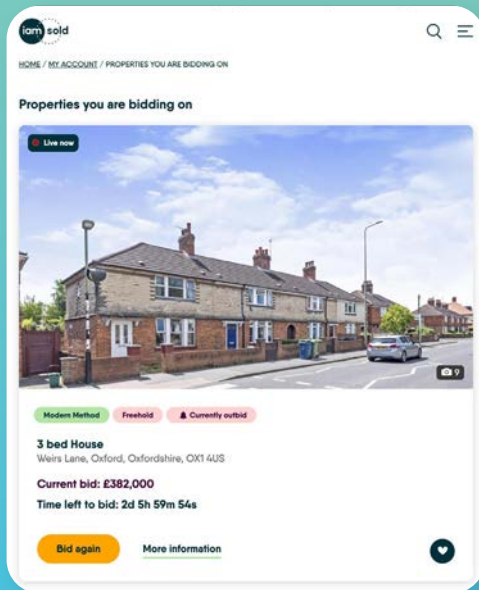 iam sold
HOME / MY ACCOUNT / PROPERTIES YOU ARE BIDDING ON
Properties you are bidding on
Live now
9
Modern Method Freehold Currently outbid
3 bed House
Weirs Lane, Oxford, Oxfordshire, OX1 4US
Current bid: £382,000
Time left to bid: 2d 5h 59m 54s
Bid again More information